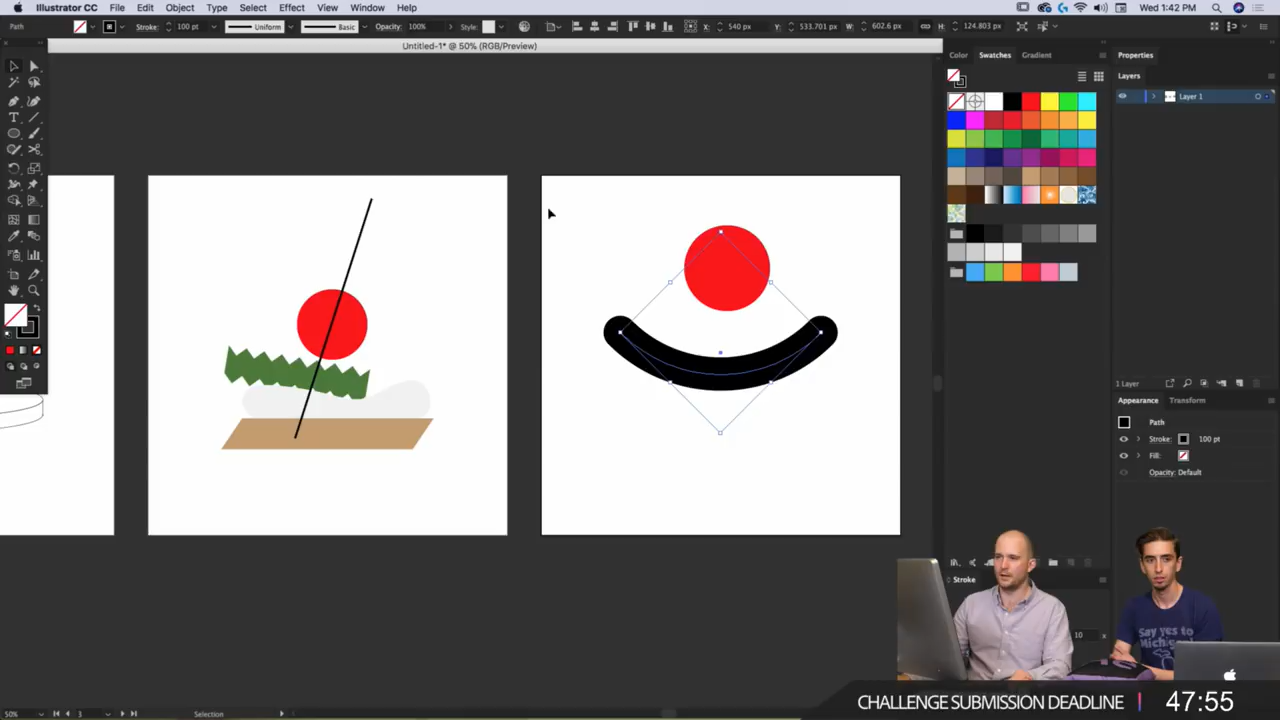 Illustrator CC File Edit Object Type Select Effect View Window Help
Wed 1:42 PM
Path Stroke: 100 pt Uniform Basic Opacity: 100% Style: X: 540 px Y: 533.701 px W: 602.6 px H: 124.803 px
Untitled-1* @ 50% (RGB/Preview)
Color Swatches Gradient
Properties
Layers
Layer 1
1 Layer
Appearance Transform
Path
Stroke: 100 pt
Fill:
Opacity: Default
Stroke
10
Say yes to
Michig
CHALLENGE SUBMISSION DEADLINE 47:55
50% 3 Selection